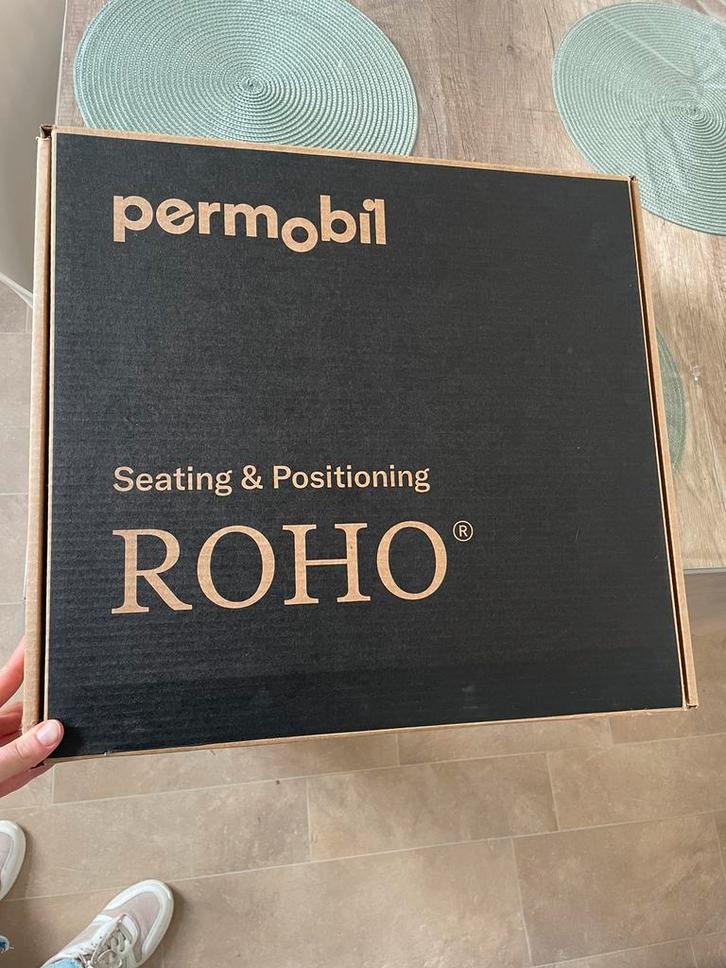 permobil
Seating & Positioning
ROHO®